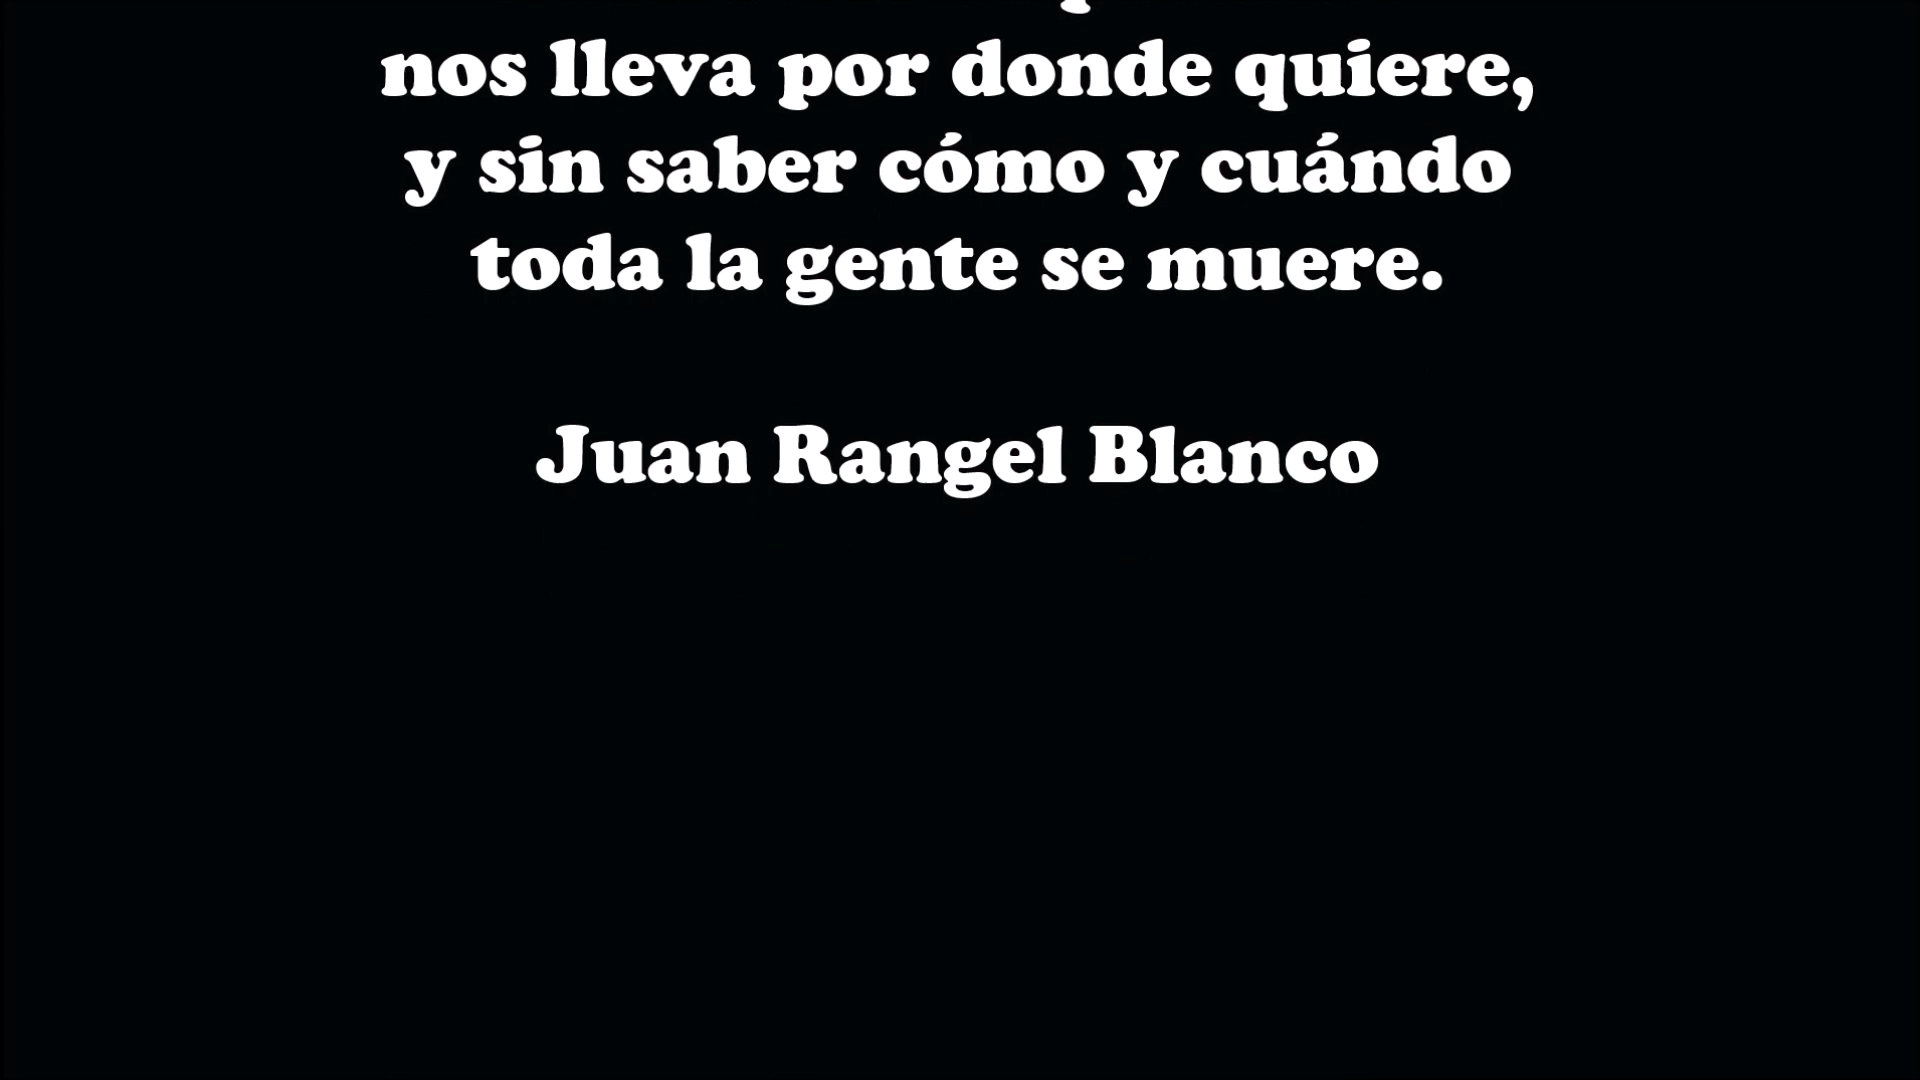 nos lleva por donde quiere,
y sin saber cómo y cuándo
toda la gente se muere.
Juan Rangel Blanco